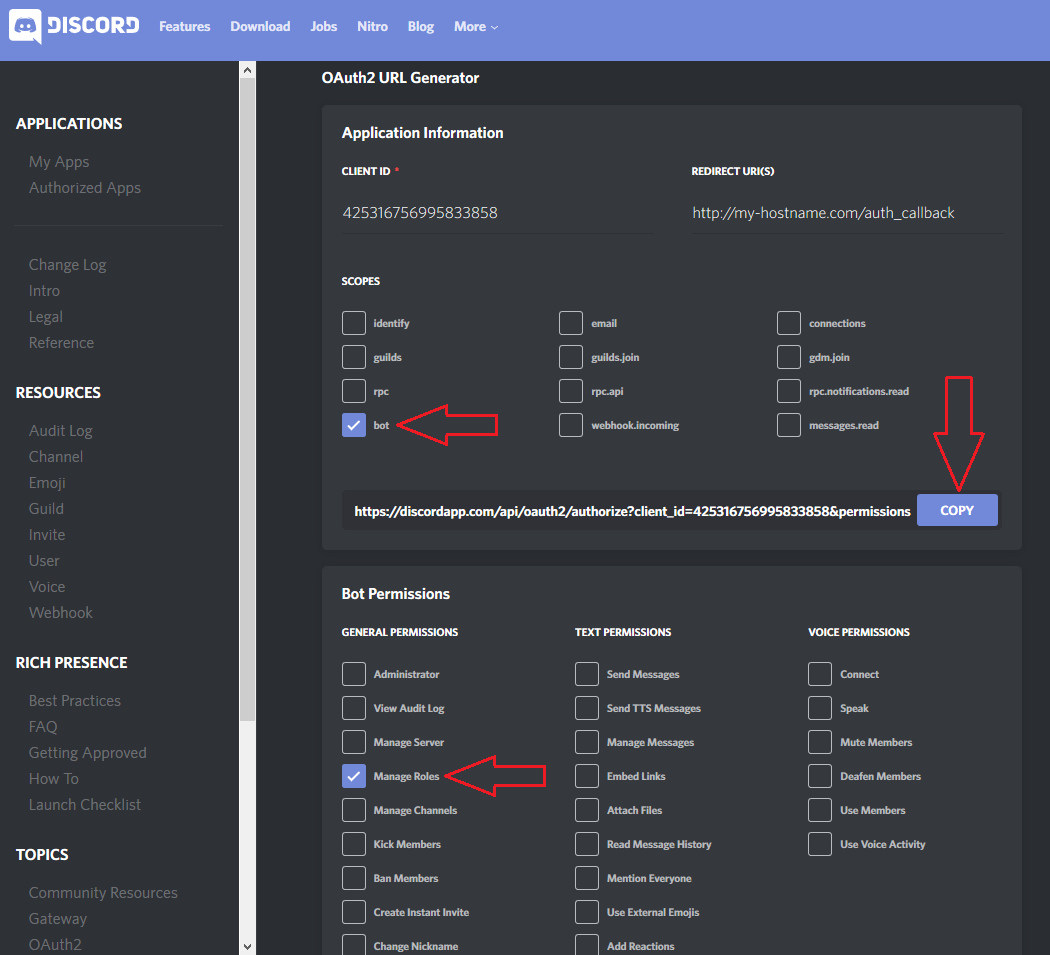 DISCORD Features Download Jobs Nitro Blog More
APPLICATIONS
My Apps
Authorized Apps
Change Log
Intro
Legal
Reference
RESOURCES
Audit Log
Channel
Emoji
Guild
Invite
User
Voice
Webhook
RICH PRESENCE
Best Practices
FAQ
Getting Approved
How To
Launch Checklist
TOPICS
Community Resources
Gateway
OAuth2
OAuth2 URL Generator
Application Information
CLIENT ID * REDIRECT URI(S)
425316756995833858 http://my-hostname.com/auth_callback
SCOPES
identify email connections
guilds guilds.join gdm.join
rpc rpc.api rpc.notifications.read
bot webhook.incoming messages.read
https://discordapp.com/api/oauth2/authorize?client_id=425316756995833858&permissions COPY
Bot Permissions
GENERAL PERMISSIONS TEXT PERMISSIONS VOICE PERMISSIONS
Administrator Send Messages Connect
View Audit Log Send TTS Messages Speak
Manage Server Manage Messages Mute Members
Manage Roles Embed Links Deafen Members
Manage Channels Attach Files Use Members
Kick Members Read Message History Use Voice Activity
Ban Members Mention Everyone
Create Instant Invite Use External Emojis
Change Nickname Add Reactions